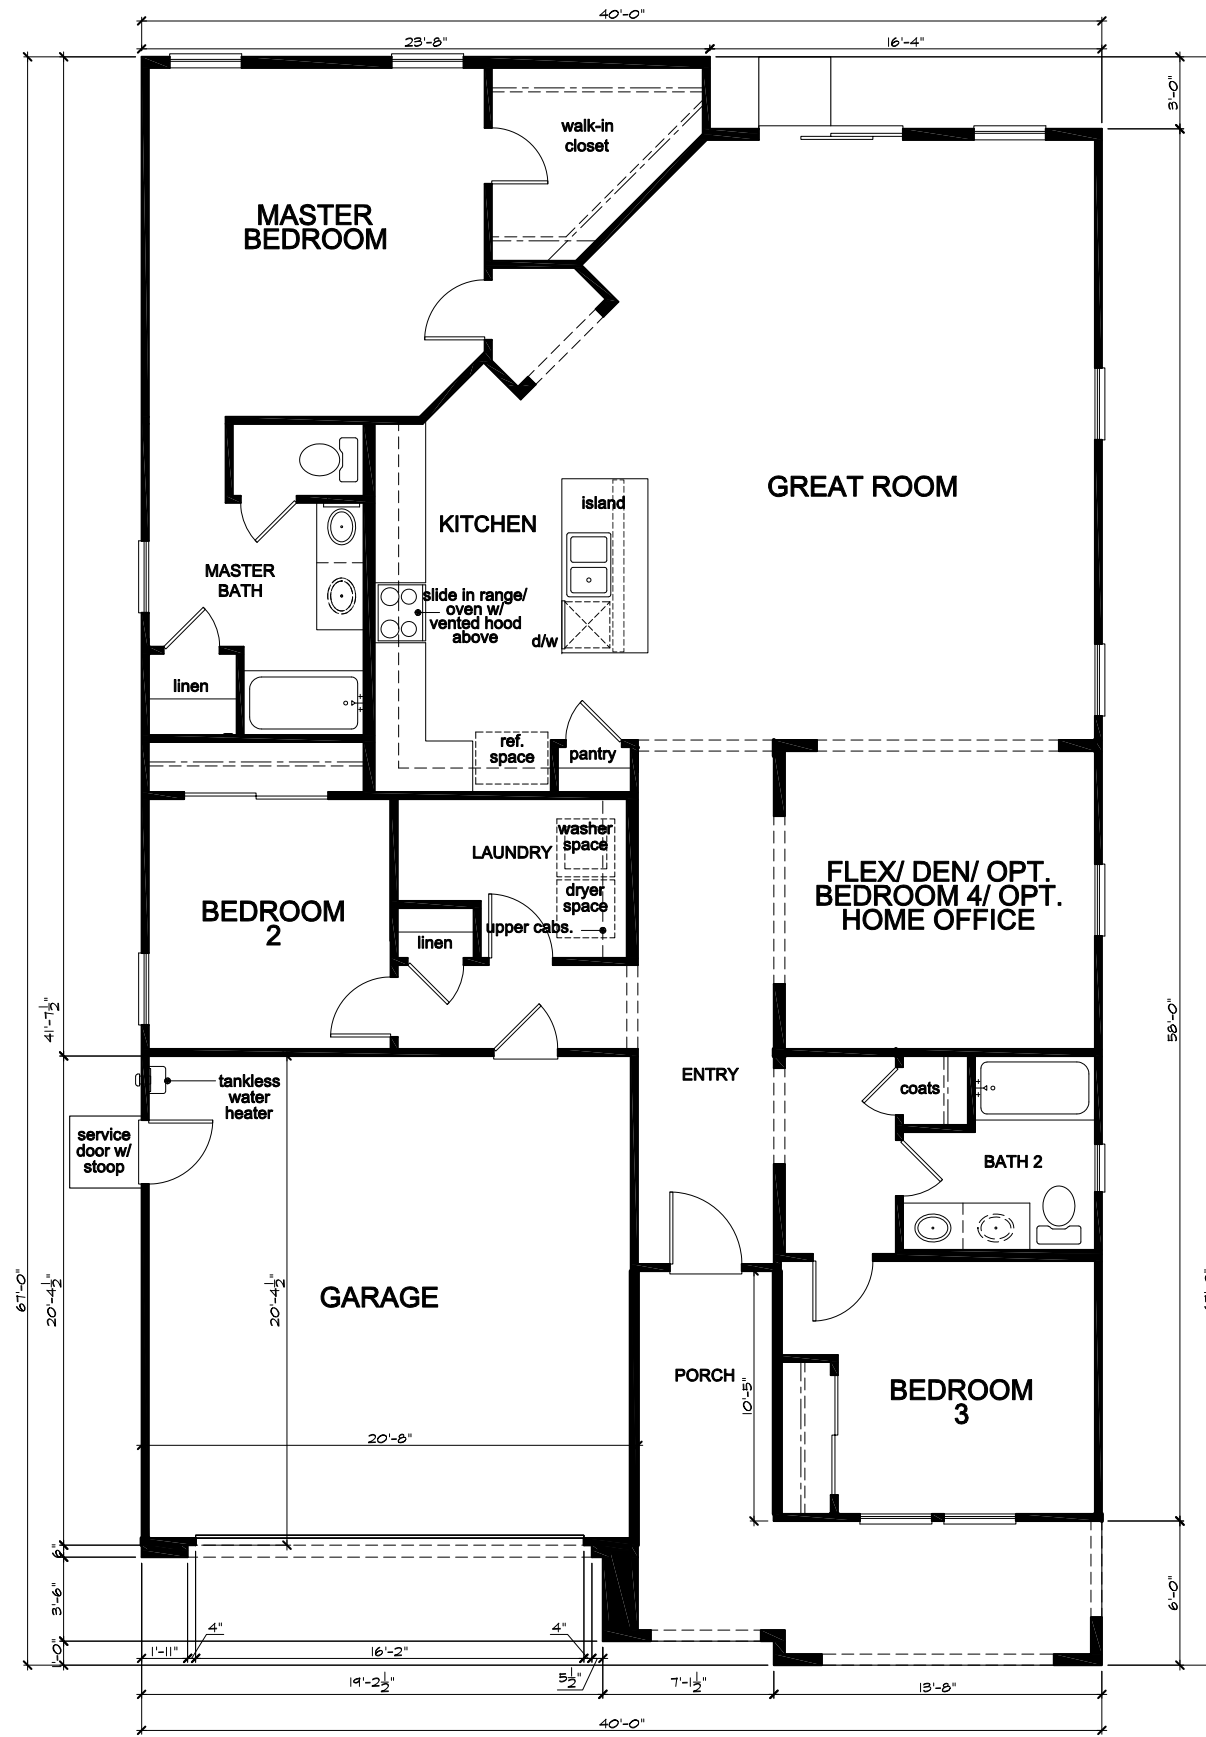 40'-0"
23'-8"
16'-4"
3'-0"
walk-in
closet
MASTER
BEDROOM
GREAT ROOM
KITCHEN
island
MASTER
BATH
slide in range/
oven w/
vented hood
above
d/w
linen
ref.
space
pantry
washer
space
LAUNDRY
dryer
space
upper cabs.
FLEX/ DEN/ OPT.
BEDROOM 4/ OPT.
HOME OFFICE
BEDROOM
2
linen
41'-7½"
58'-0"
ENTRY
tankless
water
heater
coats
service
door w/
stoop
BATH 2
67'-0"
20'-4½"
20'-4½"
GARAGE
PORCH
10'-5"
BEDROOM
3
20'-8"
6"
3'-6"
1'-0"
6'-0"
4"
4"
1'-11"
16'-2"
5½"
19'-2½"
7'-1½"
13'-8"
40'-0"